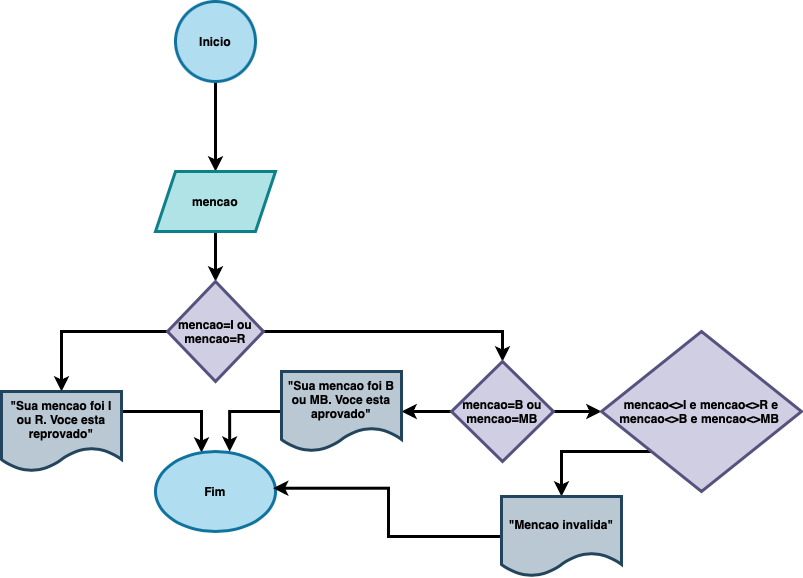 Inicio
mencao
mencao=I ou
mencao=R
"Sua mencao foi I
ou R. Voce esta
reprovado"
"Sua mencao foi B
ou MB. Voce esta
aprovado"
mencao=B ou
mencao=MB
mencao<>I e mencao<>R e
mencao<>B e mencao<>MB
Fim
"Mencao invalida"